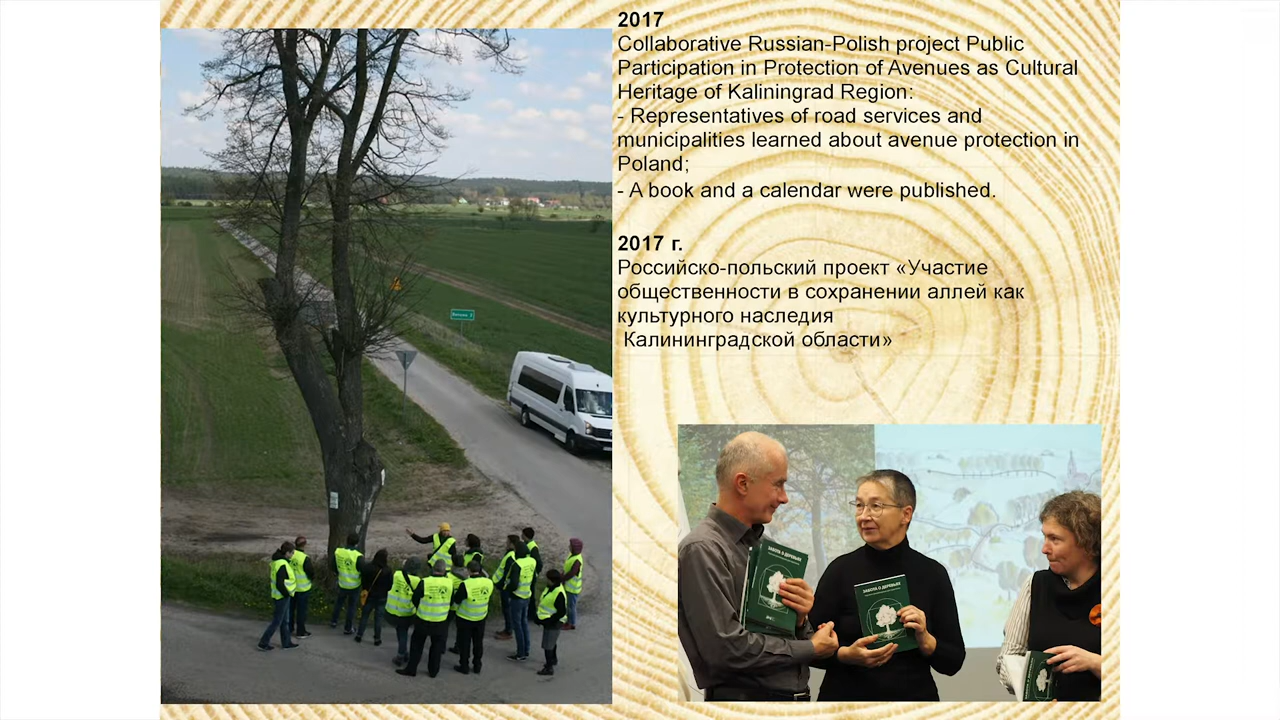 2017
Collaborative Russian-Polish project Public
Participation in Protection of Avenues as Cultural
Heritage of Kaliningrad Region:
- Representatives of road services and
municipalities learned about avenue protection in
Poland;
- A book and a calendar were published.
2017 г.
Российско-польский проект «Участие
общественности в сохранении аллей как
культурного наследия
Калининградской области»
ЗАБОТА О ДЕРЕВЬЯХ
ЗАБОТА О ДЕРЕВЬЯХ